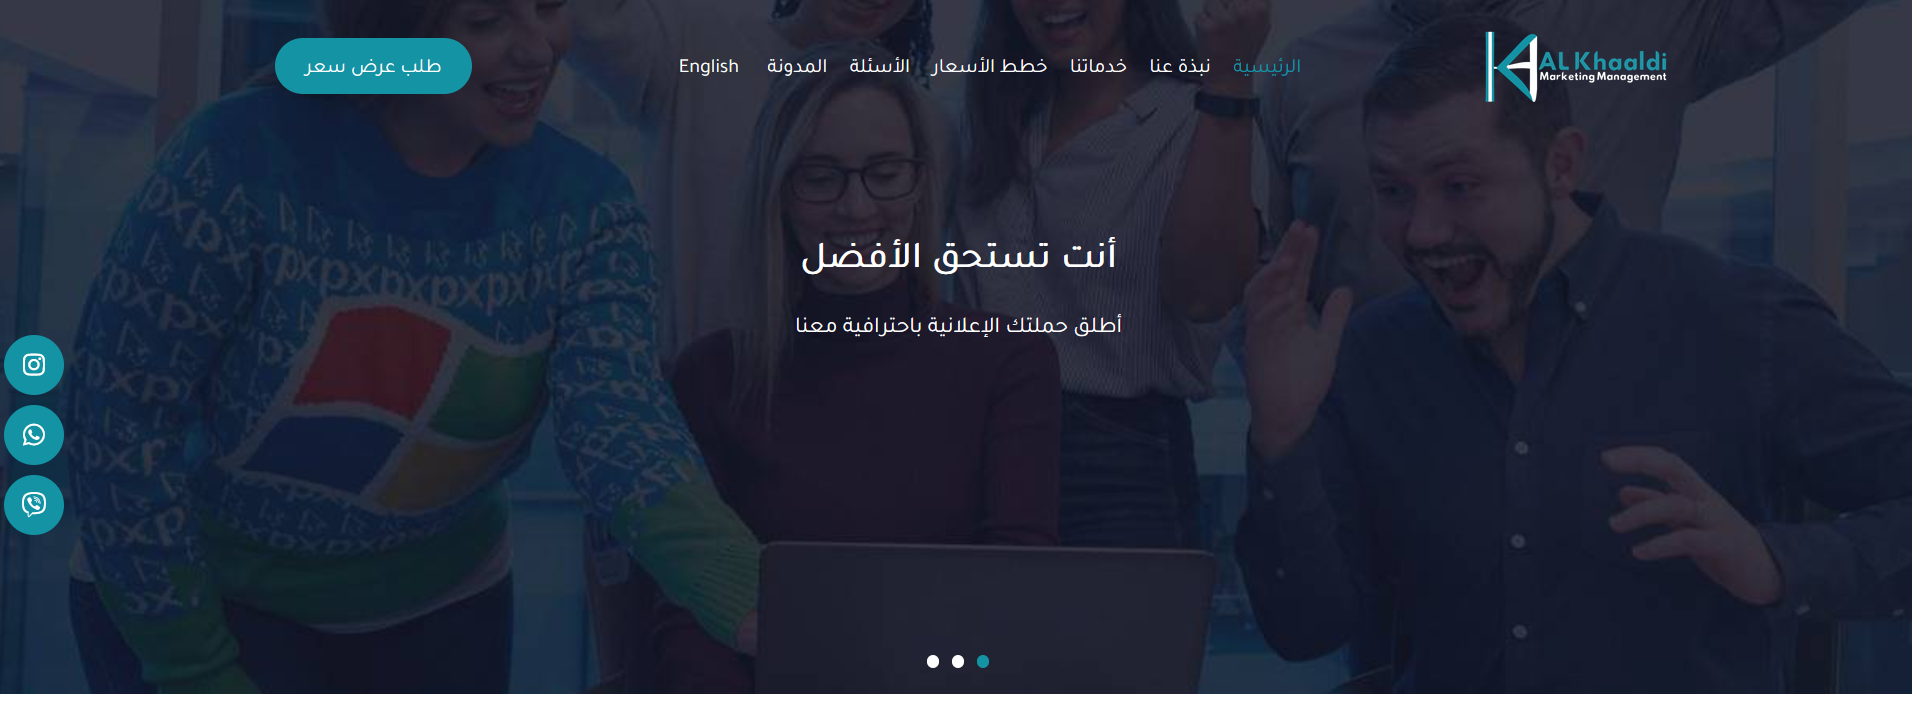 AL Khaaldi
Marketing Management
الرئيسية
نبذة عنا
خدماتنا
خطط الأسعار
الأسئلة
المدونة
English
طلب عرض سعر
أنت تستحق الأفضل
أطلق حملتك الإعلانية باحترافية معنا